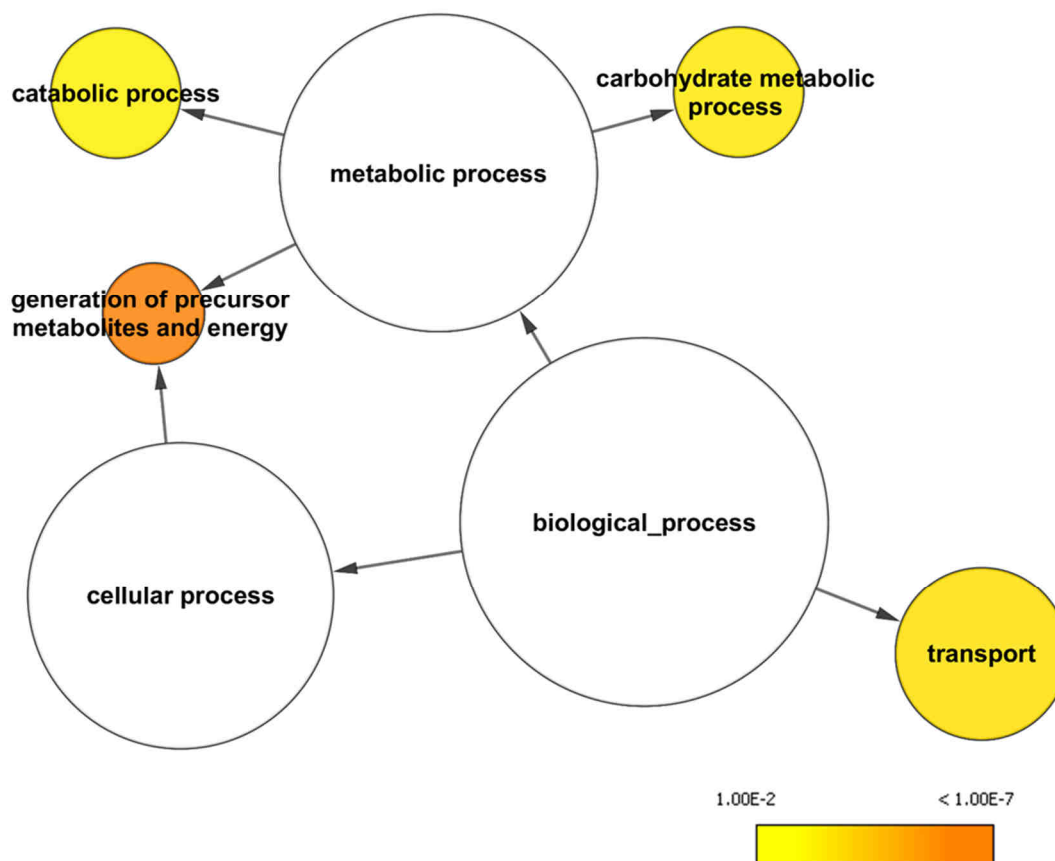 catabolic process
carbohydrate metabolic
process
metabolic process
generation of precursor
metabolites and energy
biological_process
cellular process
transport
1.00E-2
< 1.00E-7